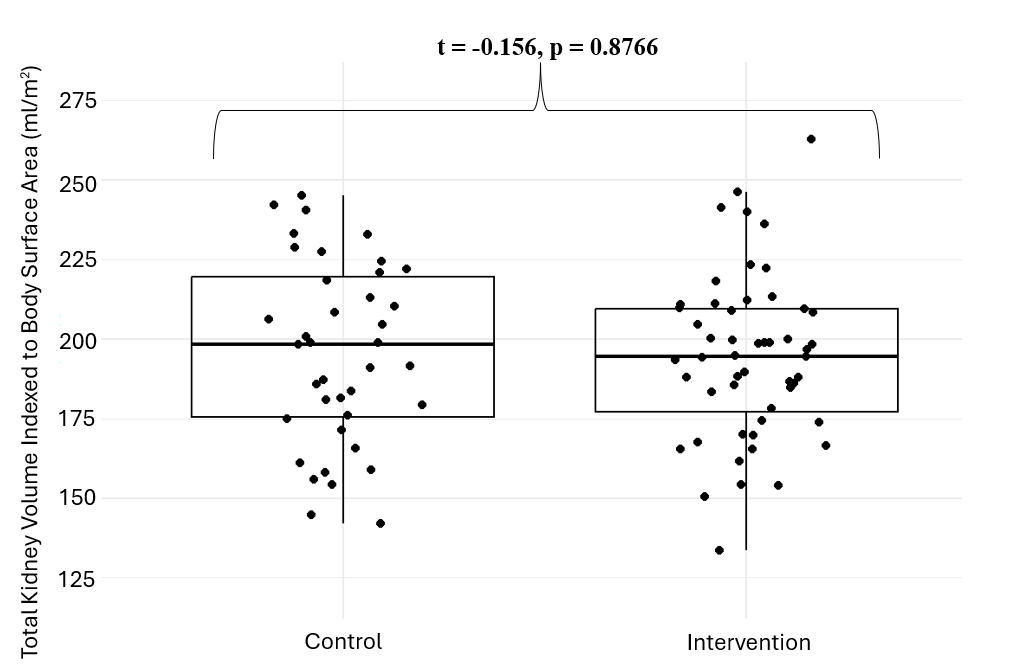 t = -0.156, p = 0.8766
Total Kidney Volume Indexed to Body Surface Area (ml/m²)
275
250
225
200
175
150
125
Control
Intervention